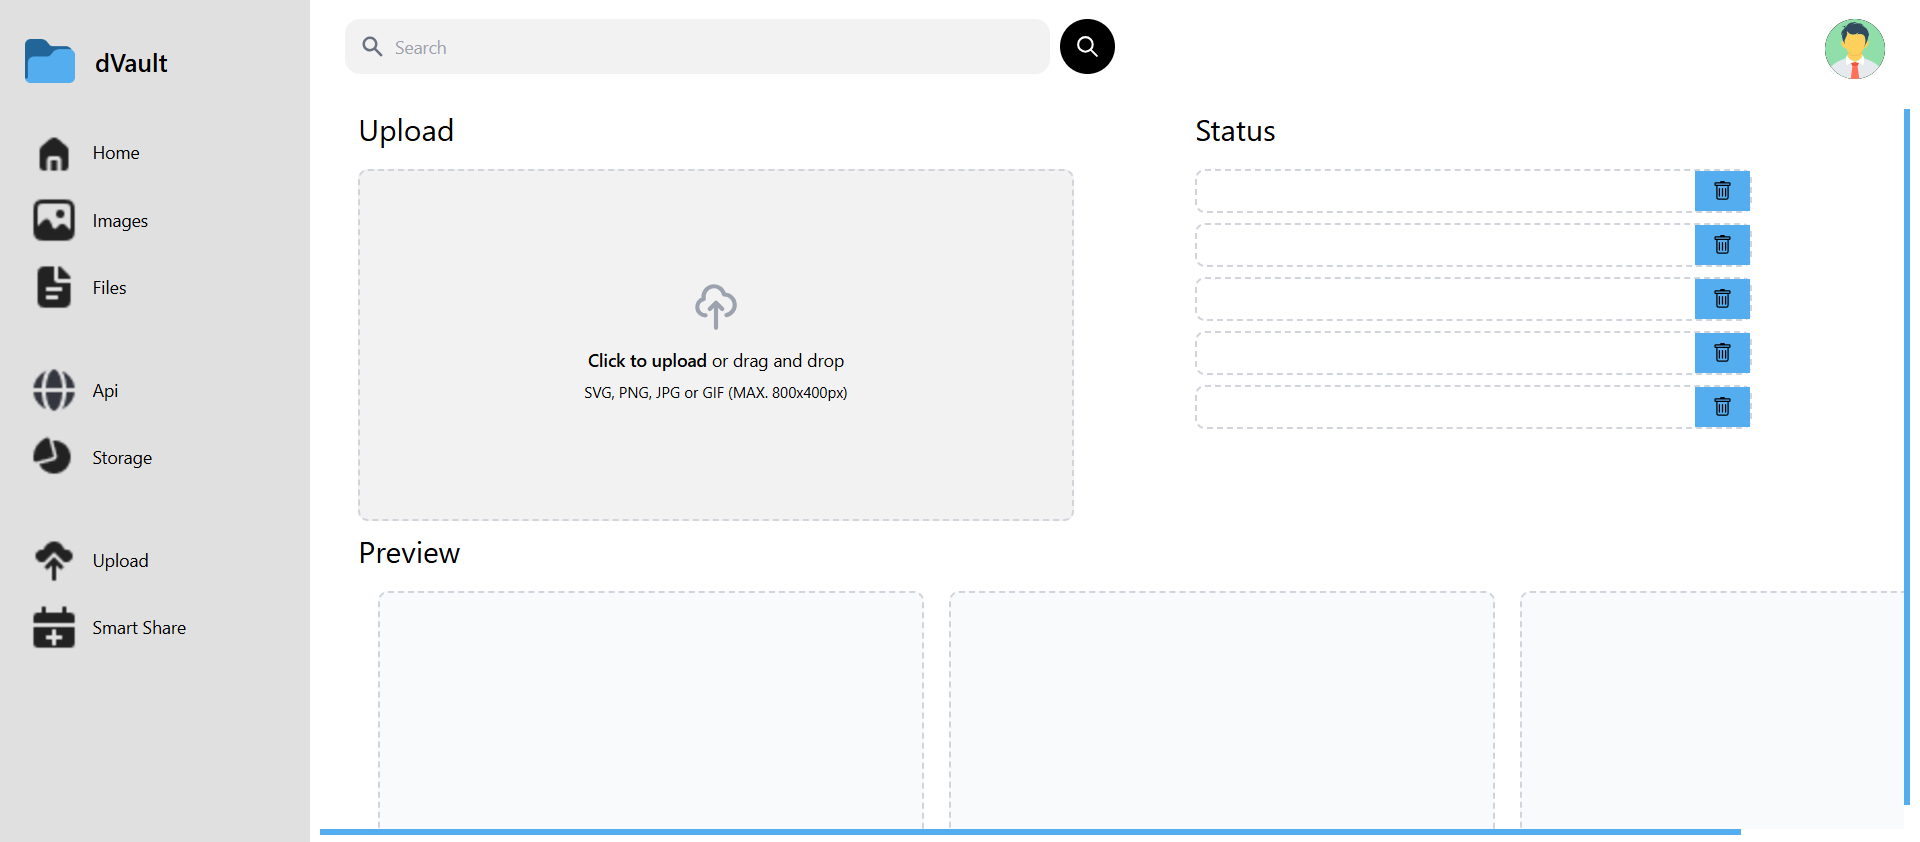 dVault
Home
Images
Files
Api
Storage
Upload
Smart Share
Search
Upload
Click to upload or drag and drop
SVG, PNG, JPG or GIF (MAX. 800x400px)
Status
Preview